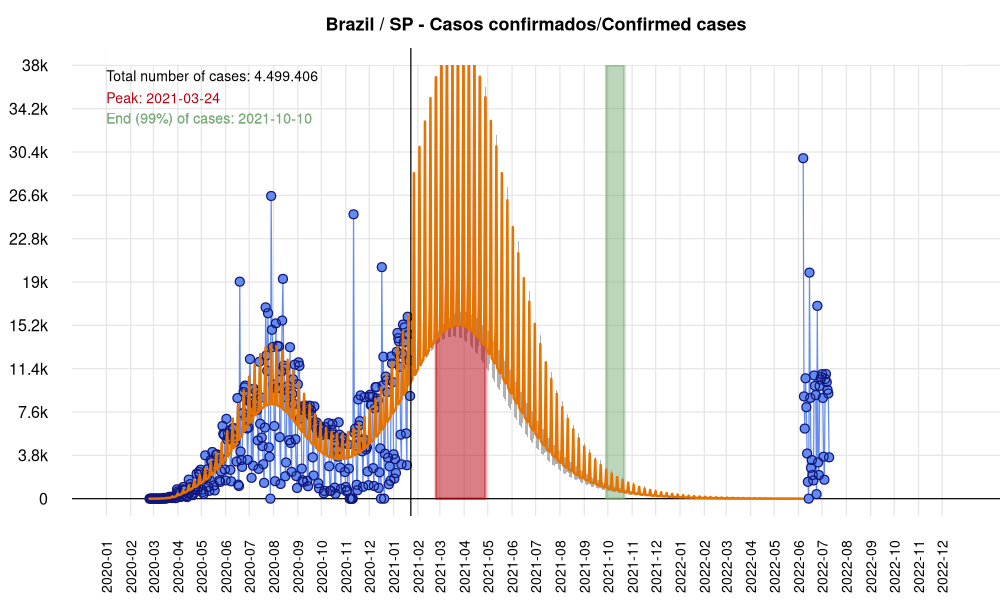 Brazil / SP - Casos confirmados/Confirmed cases
Total number of cases: 4.499.406
Peak: 2021-03-24
End (99%) of cases: 2021-10-10
38k
34.2k
30.4k
26.6k
22.8k
19k
15.2k
11.4k
7.6k
3.8k
0
2020-01
2020-02
2020-03
2020-04
2020-05
2020-06
2020-07
2020-08
2020-09
2020-10
2020-11
2020-12
2021-01
2021-02
2021-03
2021-04
2021-05
2021-06
2021-07
2021-08
2021-09
2021-10
2021-11
2021-12
2022-01
2022-02
2022-03
2022-04
2022-05
2022-06
2022-07
2022-08
2022-09
2022-10
2022-11
2022-12